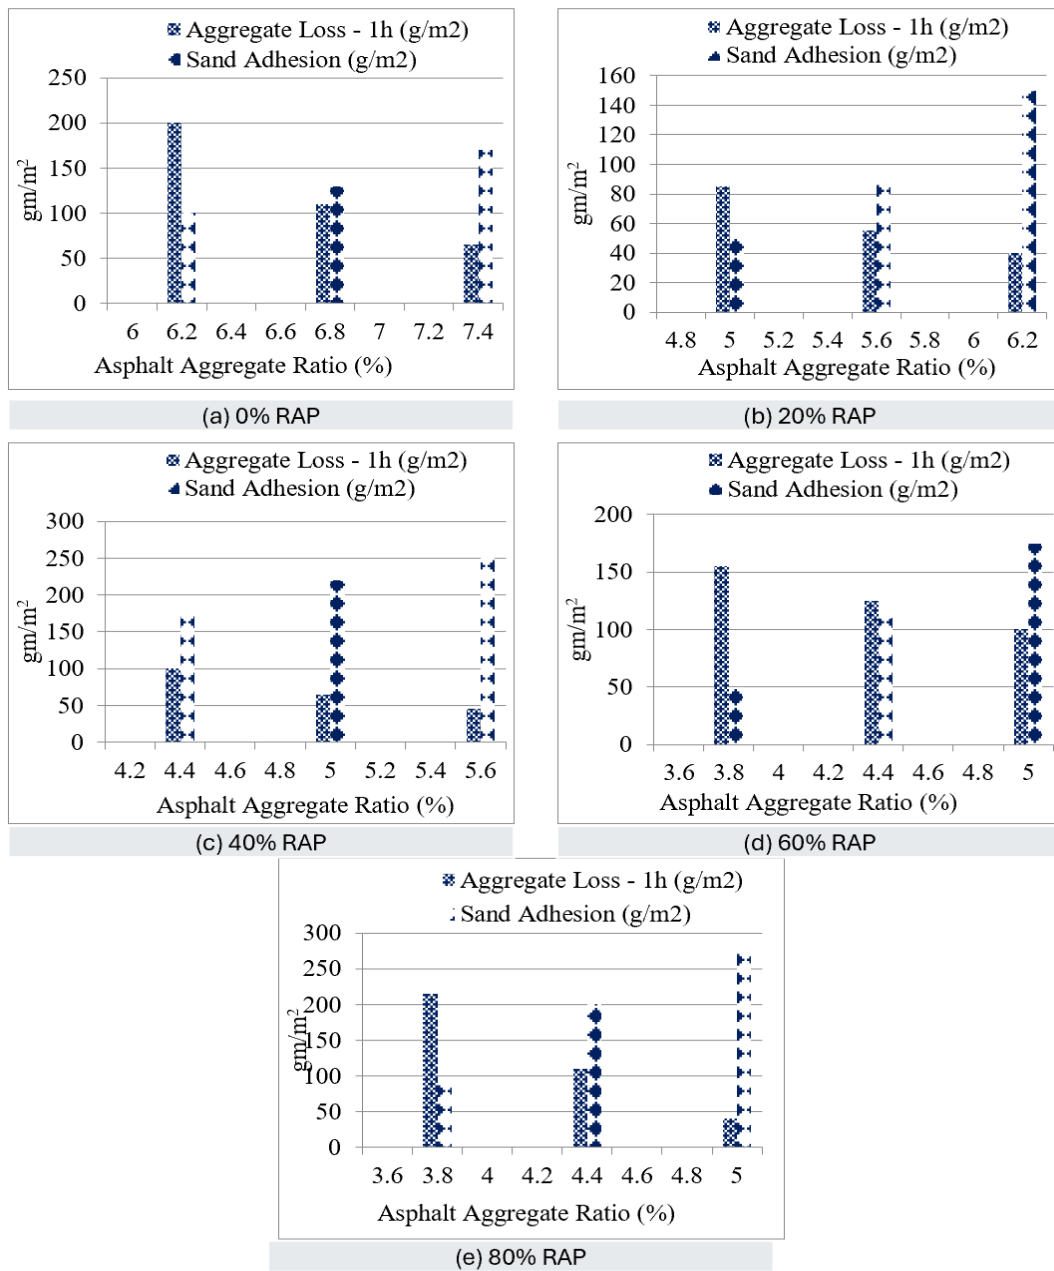 Aggregate Loss - 1h (g/m2)
Sand Adhesion (g/m2)
250
200
150
100
50
0
gm/m²
6 6.2 6.4 6.6 6.8 7 7.2 7.4
Asphalt Aggregate Ratio (%)
(a) 0% RAP
Aggregate Loss - 1h (g/m2)
Sand Adhesion (g/m2)
160
140
120
100
80
60
40
20
0
gm/m²
4.8 5 5.2 5.4 5.6 5.8 6 6.2
Asphalt Aggregate Ratio (%)
(b) 20% RAP
Aggregate Loss - 1h (g/m2)
Sand Adhesion (g/m2)
300
250
200
150
100
50
0
gm/m²
4.2 4.4 4.6 4.8 5 5.2 5.4 5.6
Asphalt Aggregate Ratio (%)
(c) 40% RAP
Aggregate Loss - 1h (g/m2)
Sand Adhesion (g/m2)
200
150
100
50
0
gm/m²
3.6 3.8 4 4.2 4.4 4.6 4.8 5
Asphalt Aggregate Ratio (%)
(d) 60% RAP
Aggregate Loss - 1h (g/m2)
Sand Adhesion (g/m2)
300
250
200
150
100
50
0
gm/m²
3.6 3.8 4 4.2 4.4 4.6 4.8 5
Asphalt Aggregate Ratio (%)
(e) 80% RAP